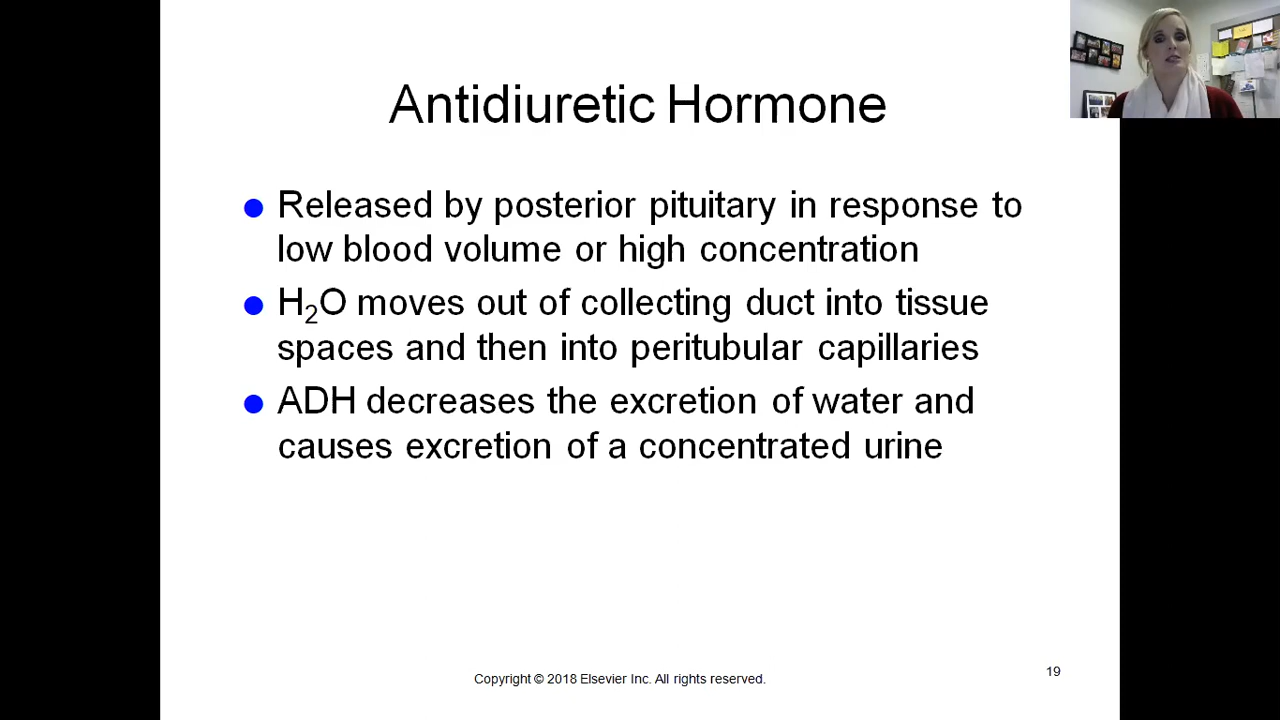 Antidiuretic Hormone
● Released by posterior pituitary in response to
low blood volume or high concentration
● H₂O moves out of collecting duct into tissue
spaces and then into peritubular capillaries
● ADH decreases the excretion of water and
causes excretion of a concentrated urine
Copyright © 2018 Elsevier Inc. All rights reserved.
19